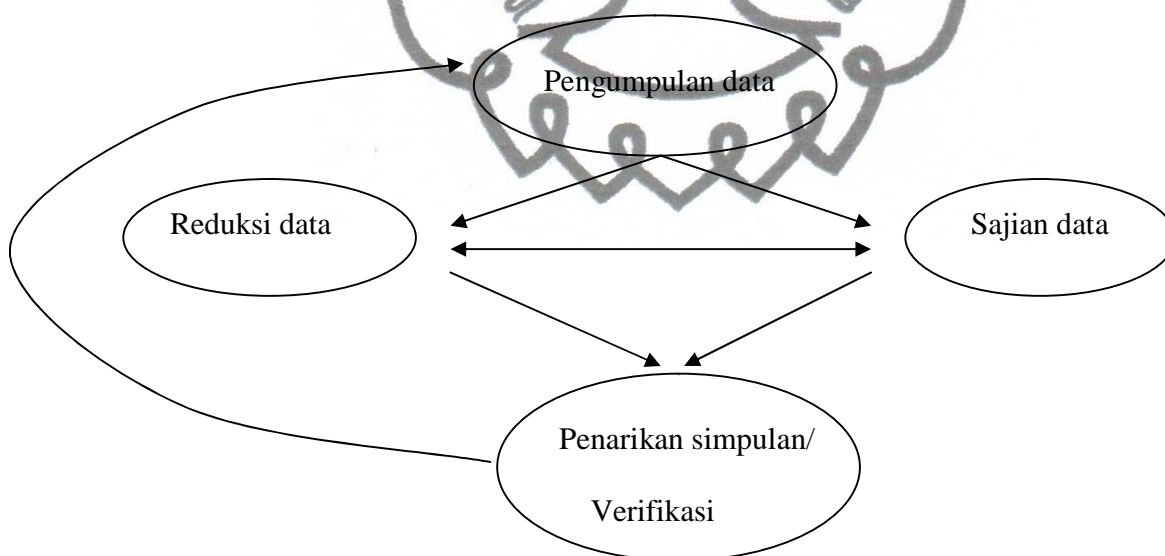 Pengumpulan data
Reduksi data
Sajian data
Penarikan simpulan/
Verifikasi